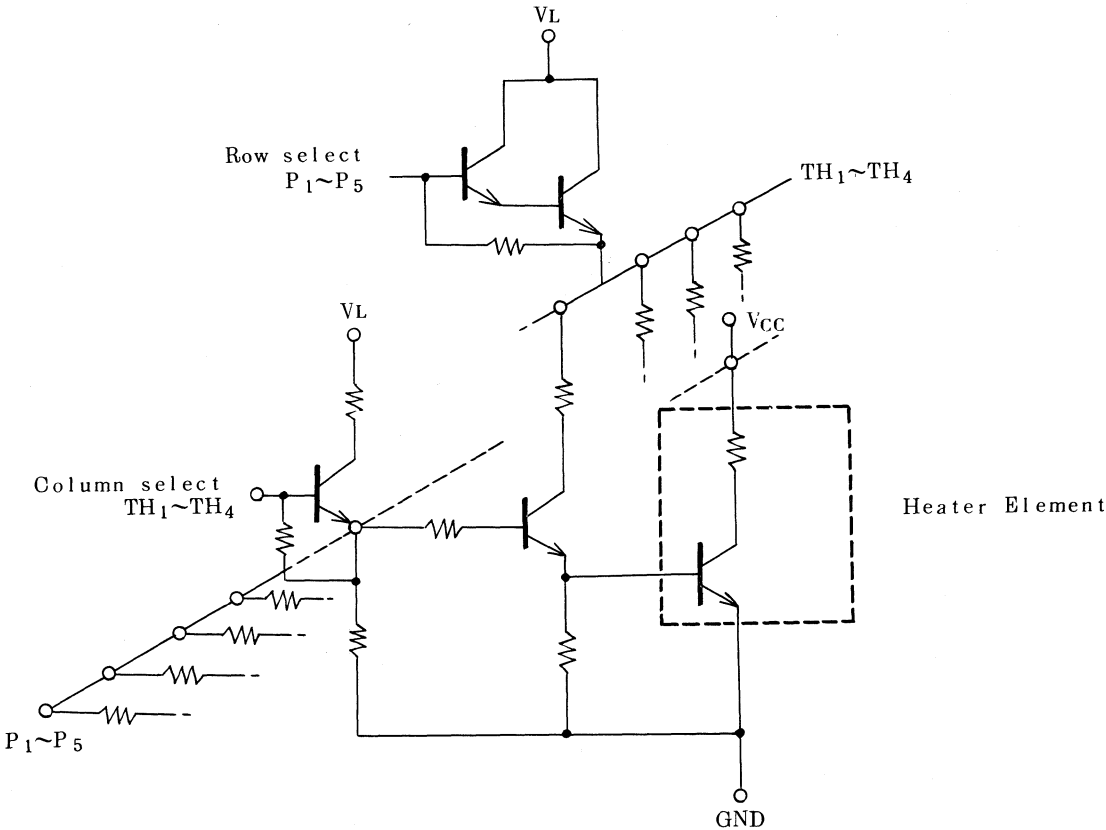 VL
Row select
P1~P5
TH1~TH4
VL
VCC
Column select
TH1~TH4
Heater Element
P1~P5
GND